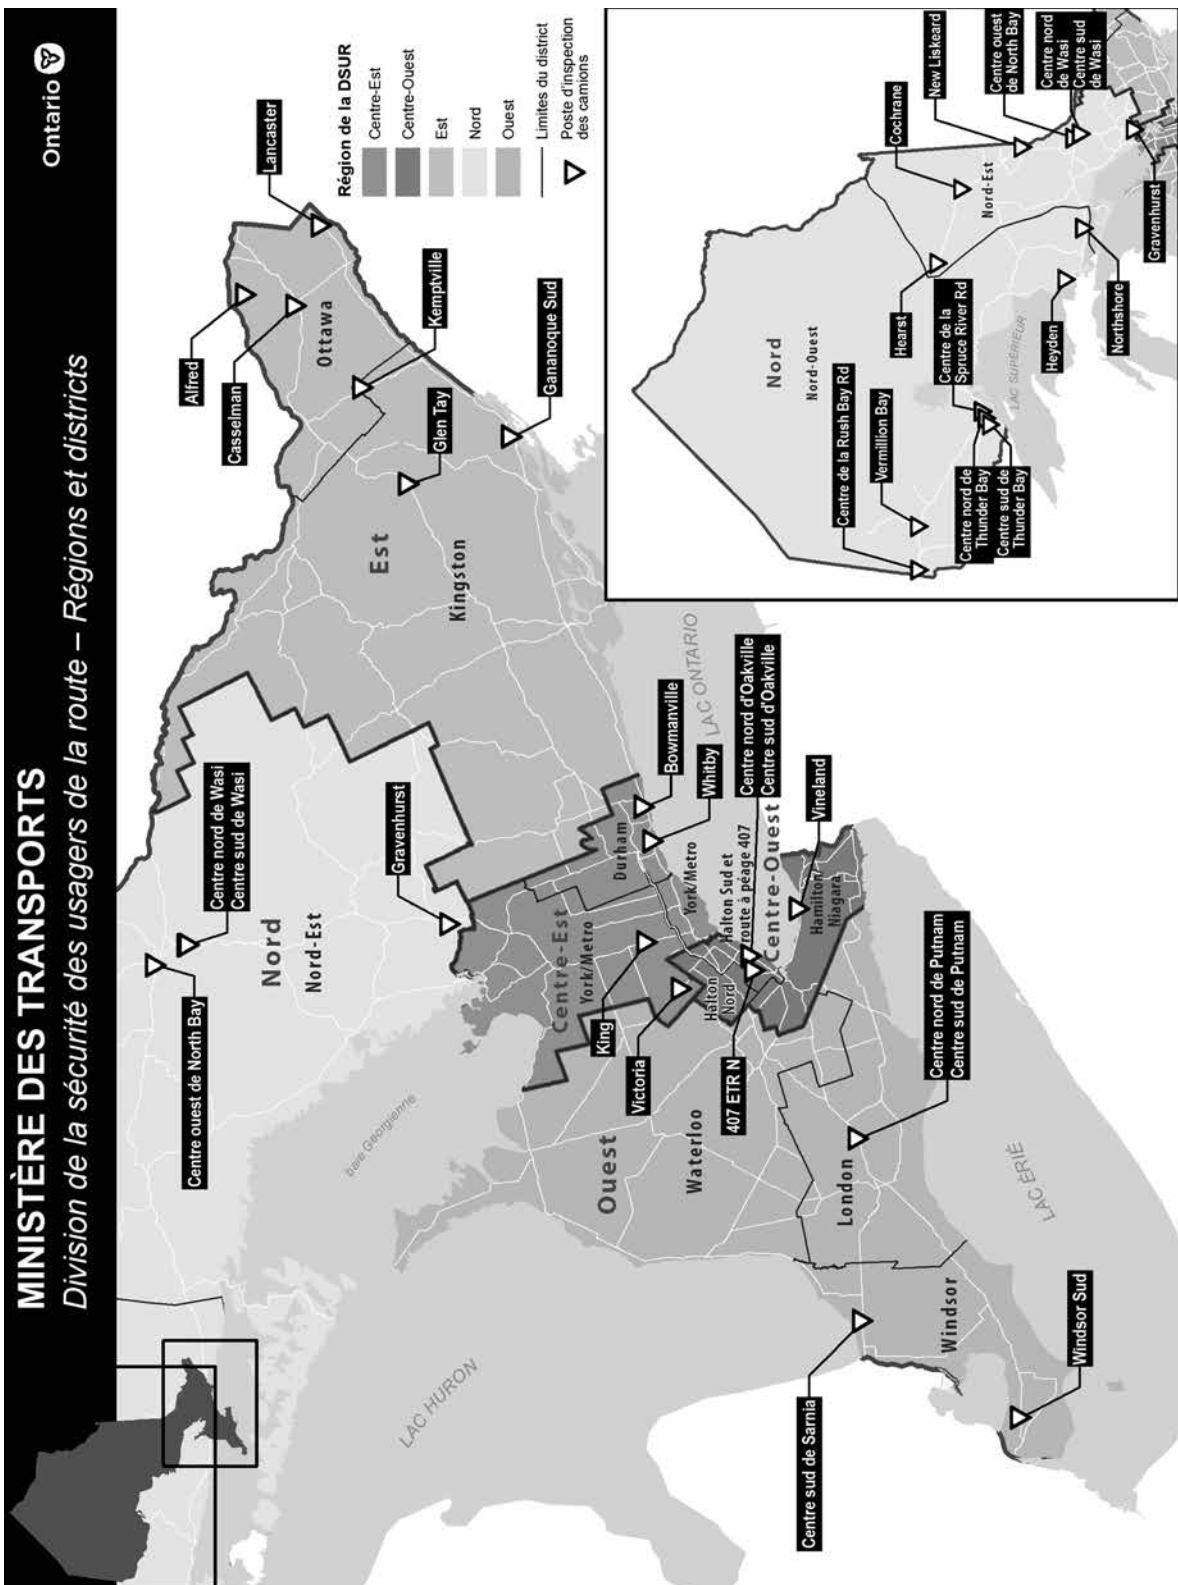 MINISTÈRE DES TRANSPORTS
Division de la sécurité des usagers de la route – Régions et districts
Ontario
Région de la DSUR
Centre-Est
Centre-Ouest
Est
Nord
Ouest
Limites du district
Poste d'inspection
des camions
Centre ouest de North Bay
Centre nord de Wasi
Centre sud de Wasi
Nord
Nord-Est
Gravenhurst
Alfred
Casselman
Lancaster
Ottawa
Kemptville
Glen Tay
Gananoque Sud
Est
Kingston
baie Georgienne
LAC HURON
Centre-Est
York/Metro
King
Victoria
407 ETR N
Durham
Bowmanville
Whitby
LAC ONTARIO
York/Metro
Halton
Nord
Halton Sud et
route à péage 407
Centre nord d'Oakville
Centre sud d'Oakville
Centre-Ouest
Hamilton/
Niagara
Vineland
Ouest
Waterloo
London
Centre nord de Putnam
Centre sud de Putnam
LAC ÉRIÉ
Windsor
Centre sud de Sarnia
Windsor Sud
Nord
Nord-Ouest
Nord-Est
Cochrane
New Liskeard
Centre ouest
de North Bay
Centre nord
de Wasi
Centre sud
de Wasi
Hearst
Centre de la Rush Bay Rd
Vermillion Bay
Centre de la
Spruce River Rd
Centre nord de
Thunder Bay
Centre sud de
Thunder Bay
LAC SUPÉRIEUR
Heyden
Northshore
Gravenhurst